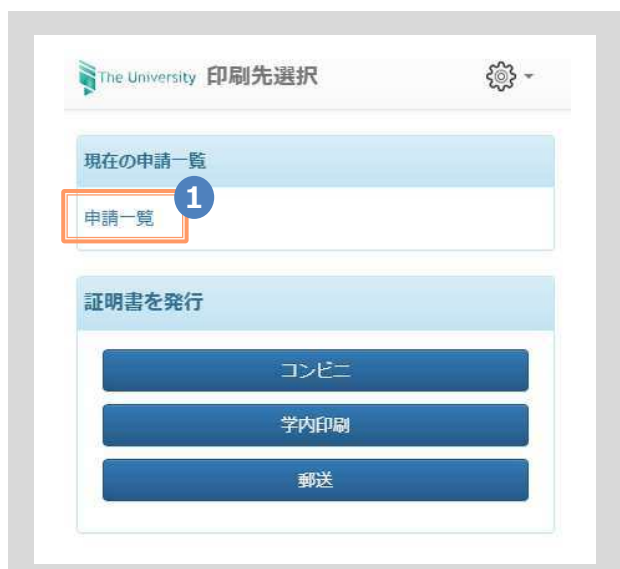 The University 印刷先選択
現在の申請一覧
申請一覧
1
証明書を発行
コンビニ
学内印刷
郵送